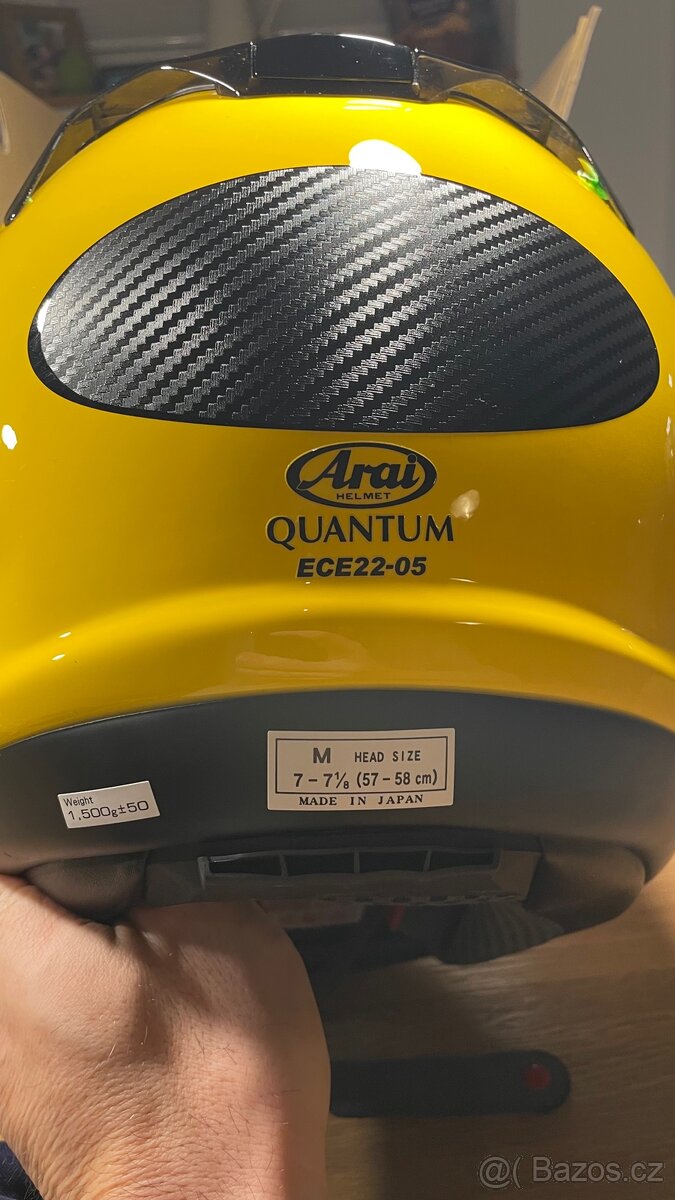 Arai
HELMET
QUANTUM
ECE22-05
M HEAD SIZE
7 – 7⅛ (57 – 58 cm)
MADE IN JAPAN
Weight
1,500g±50
@( Bazos.cz